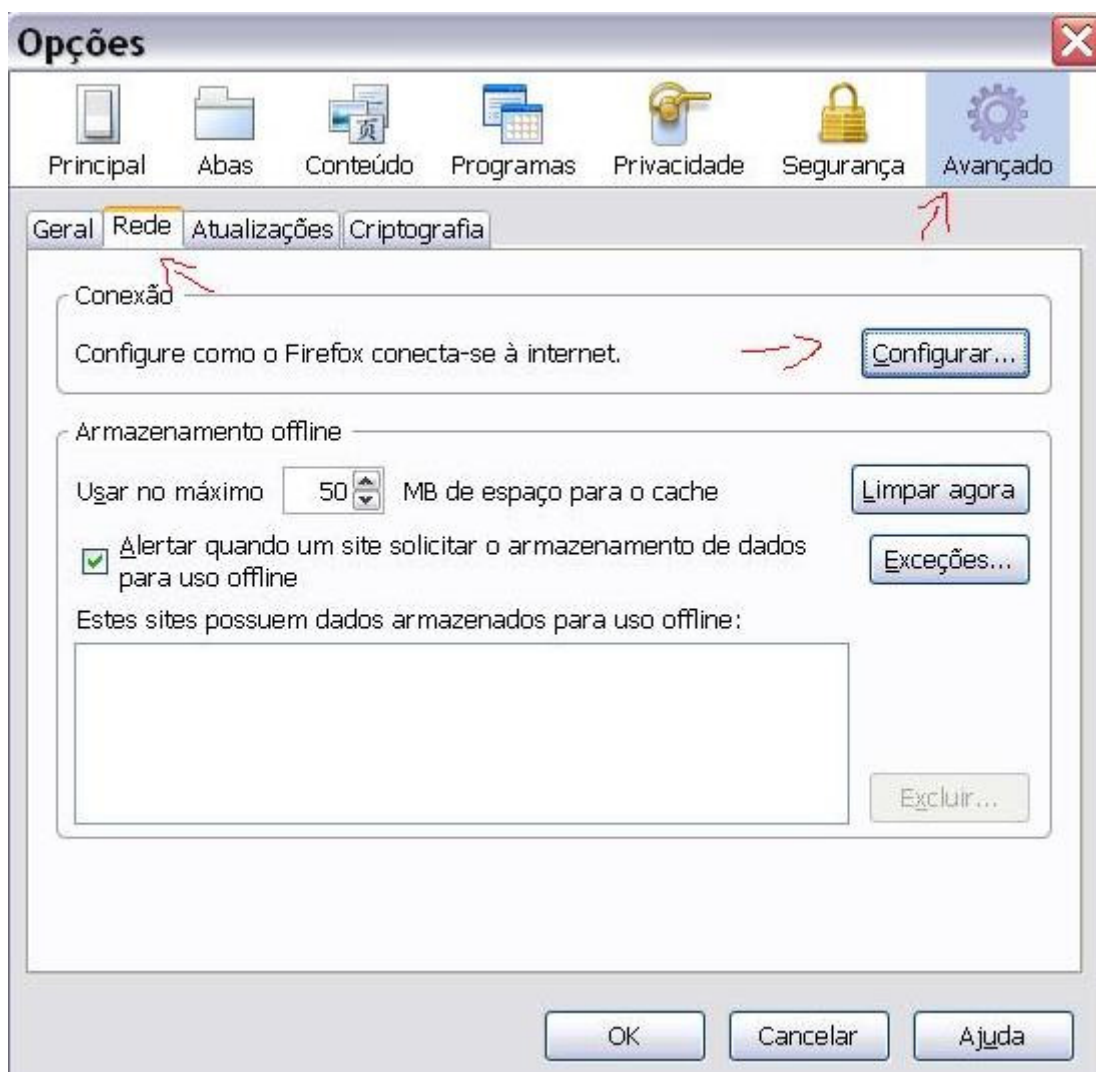 Opções
页
Principal Abas Conteúdo Programas Privacidade Segurança Avançado
Geral Rede Atualizações Criptografia
Conexão
Configure como o Firefox conecta-se à internet. Configurar...
Armazenamento offline
Usar no máximo 50 MB de espaço para o cache Limpar agora
Alertar quando um site solicitar o armazenamento de dados
para uso offline
Exceções...
Estes sites possuem dados armazenados para uso offline:
Excluir...
OK Cancelar Ajuda